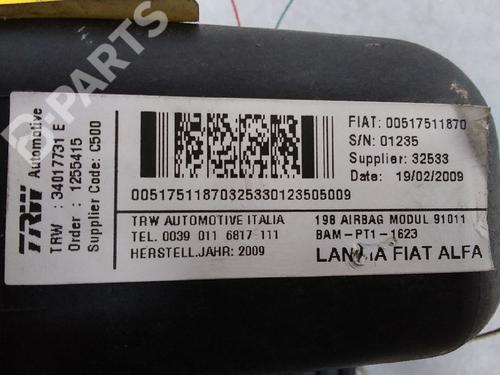 TRW Automotive
TRW : 34017731 E
Order : 1255415
Supplier Code: C500
FIAT: 00517511870
S/N: 01235
Supplier: 32533
Date: 19/02/2009
00517511870325330123505009
TRW AUTOMOTIVE ITALIA
TEL. 0039 011 6817 111
HERSTELL.JAHR: 2009
198 AIRBAG MODUL 91011
BAM-PT1-1623
LANCIA FIAT ALFA
B-PARTS